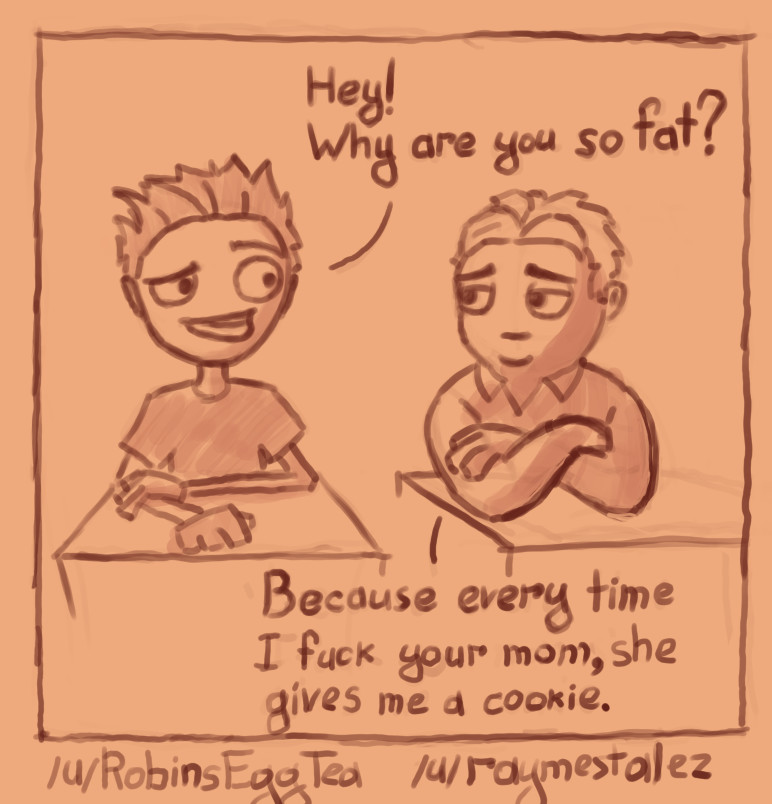 Hey!
Why are you so fat?
Because every time
I fuck your mom, she
gives me a cookie.
/u/RobinsEggTea /u/raymestalez